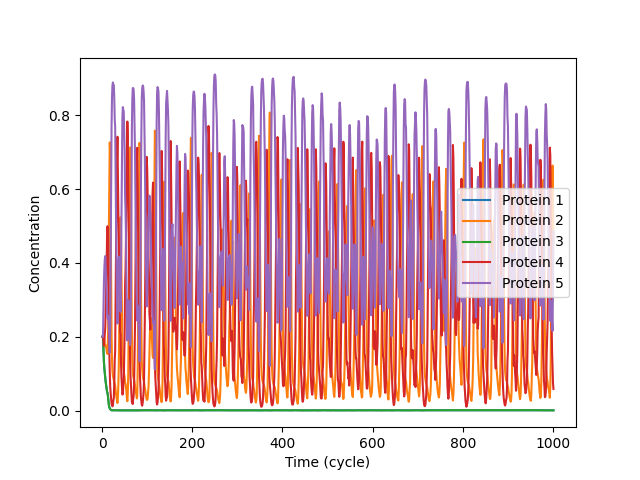 Concentration
0.8
0.6
0.4
0.2
0.0
Protein 1
Protein 2
Protein 3
Protein 4
Protein 5
0 200 400 600 800 1000
Time (cycle)